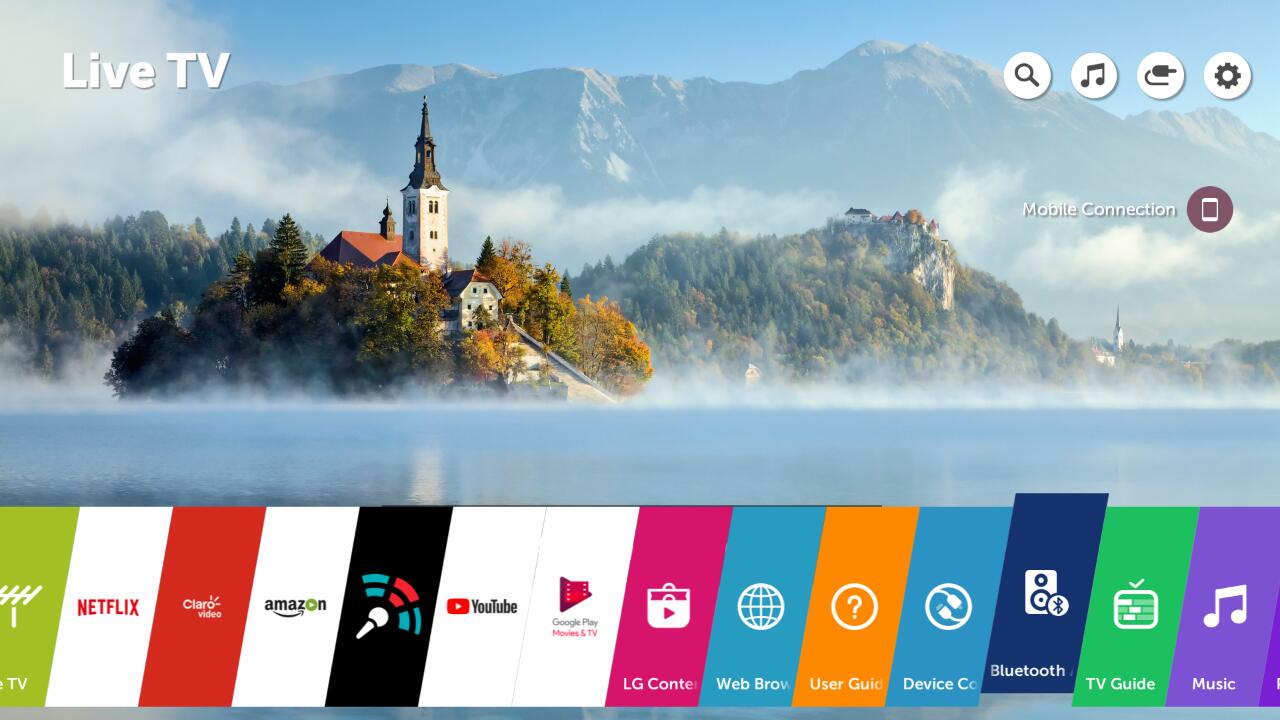 Live TV
Mobile Connection
NETFLIX
Claro-
video
amazon
YouTube
Google Play
Movies & TV
e TV
LG Conte
Web Brow
User Guid
Device Co
Bluetooth
TV Guide
Music